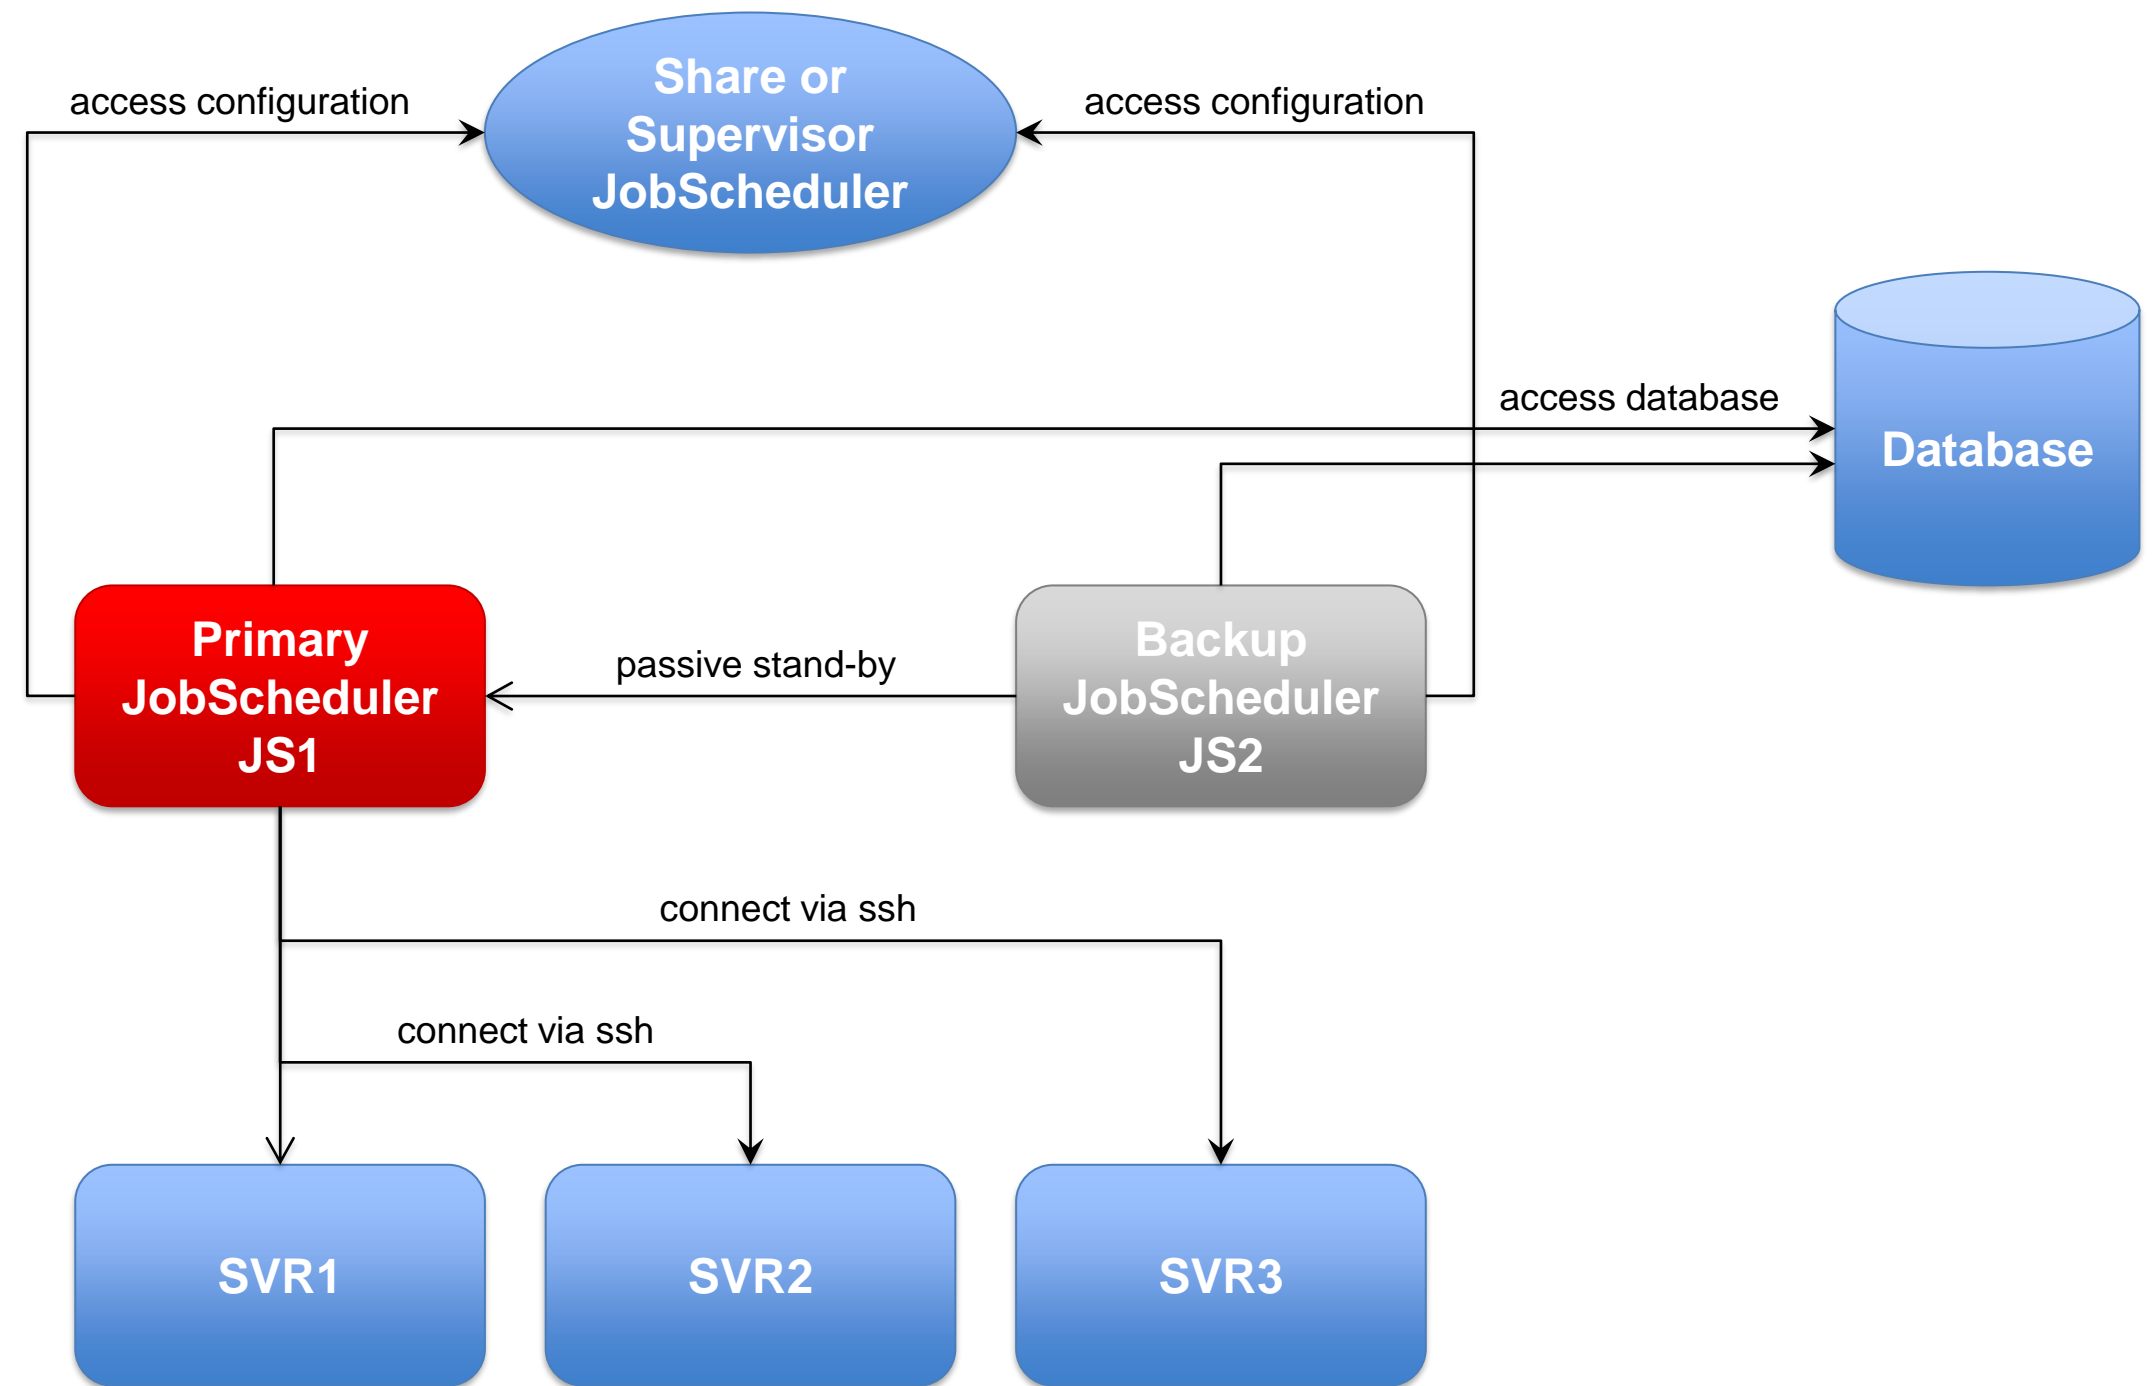 Share or
Supervisor
JobScheduler
access configuration
access configuration
access database
Database
Primary
JobScheduler
JS1
passive stand-by
Backup
JobScheduler
JS2
connect via ssh
connect via ssh
SVR1
SVR2
SVR3